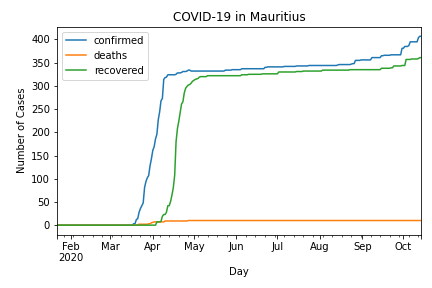 COVID-19 in Mauritius
confirmed
deaths
recovered
Number of Cases
400
350
300
250
200
150
100
50
0
Feb Mar Apr May Jun Jul Aug Sep Oct
2020
Day